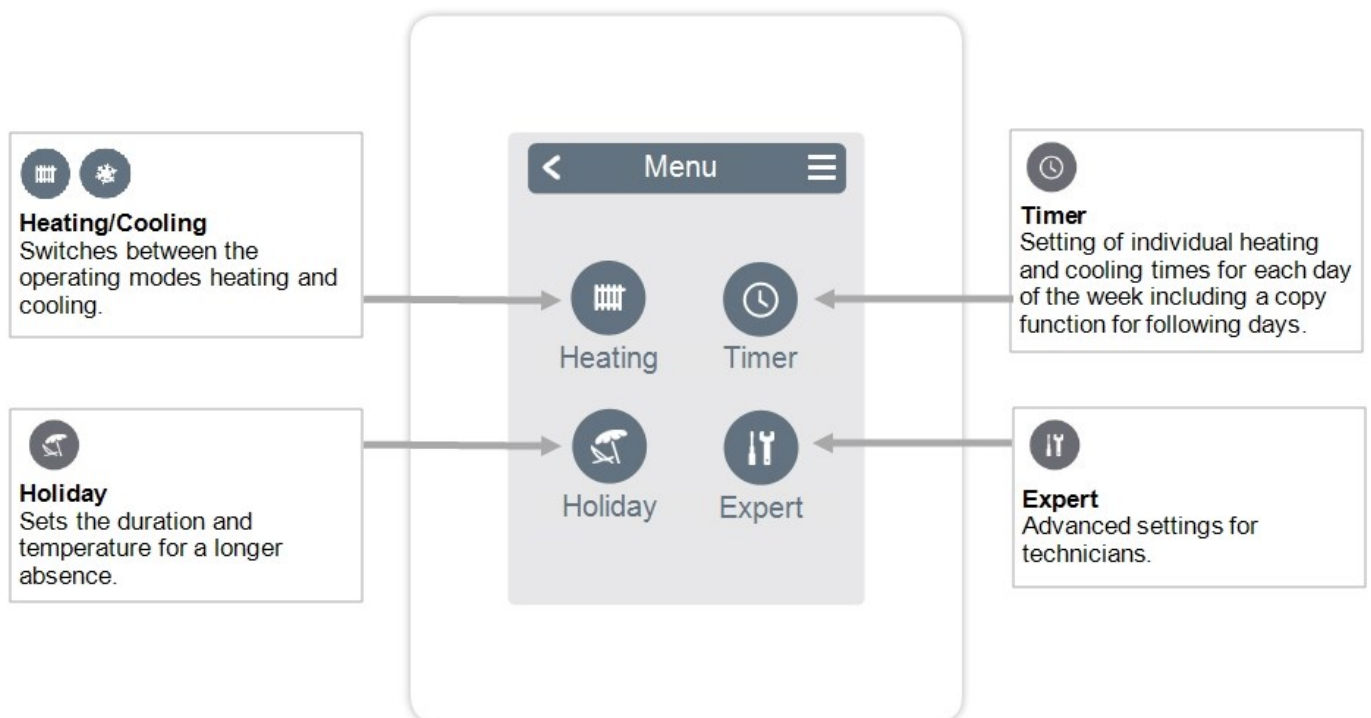 Heating/Cooling
Switches between the
operating modes heating and
cooling.
Holiday
Sets the duration and
temperature for a longer
absence.
Menu
Heating
Timer
Holiday
Expert
Timer
Setting of individual heating
and cooling times for each day
of the week including a copy
function for following days.
Expert
Advanced settings for
technicians.